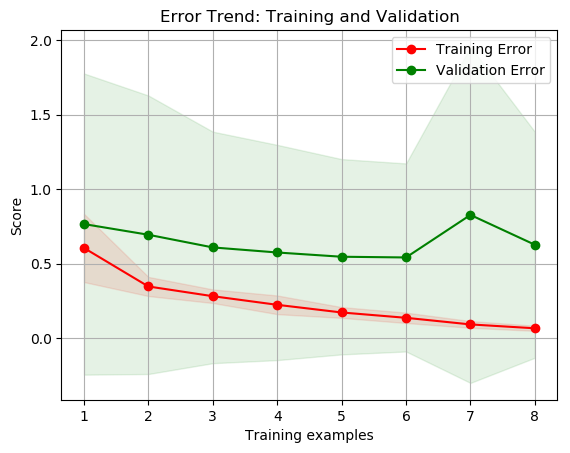 Error Trend: Training and Validation
2.0
1.5
1.0
0.5
0.0
Score
Training Error
Validation Error
1 2 3 4 5 6 7 8
Training examples